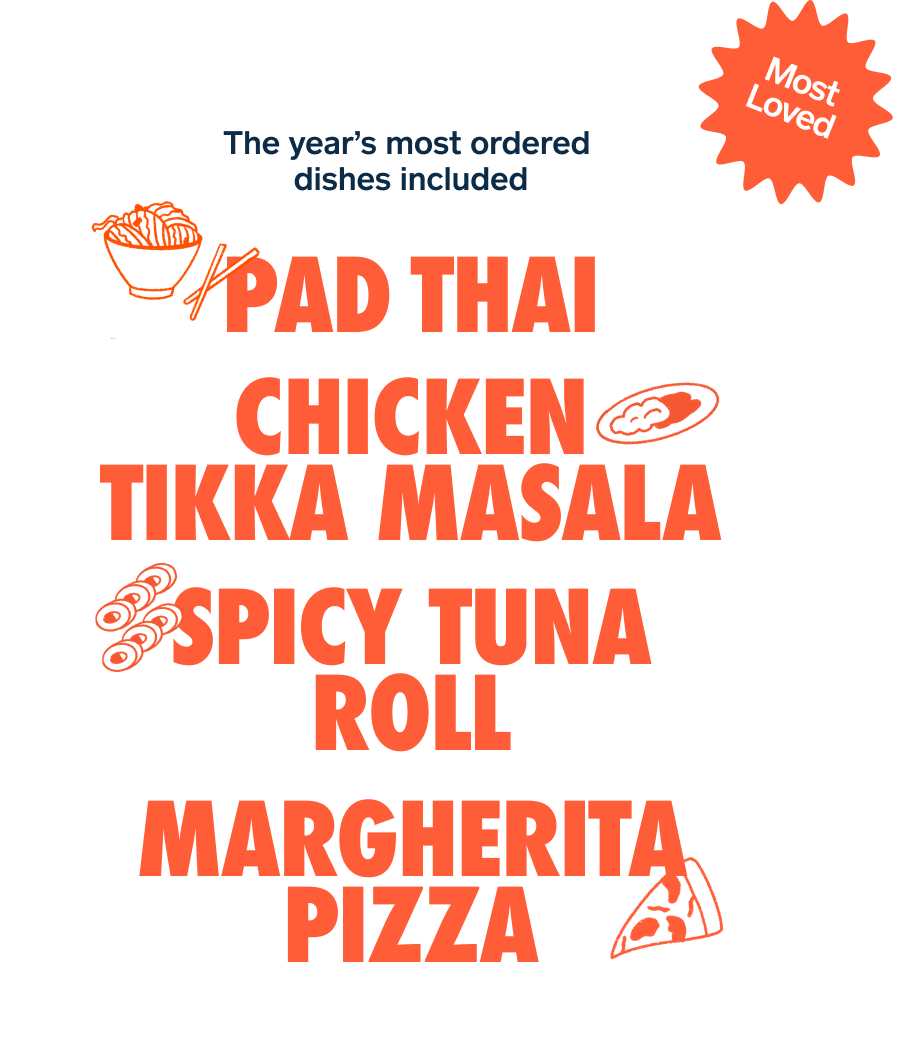 Most
Loved
The year’s most ordered
dishes included
PAD THAI
CHICKEN
TIKKA MASALA
SPICY TUNA
ROLL
MARGHERITA
PIZZA